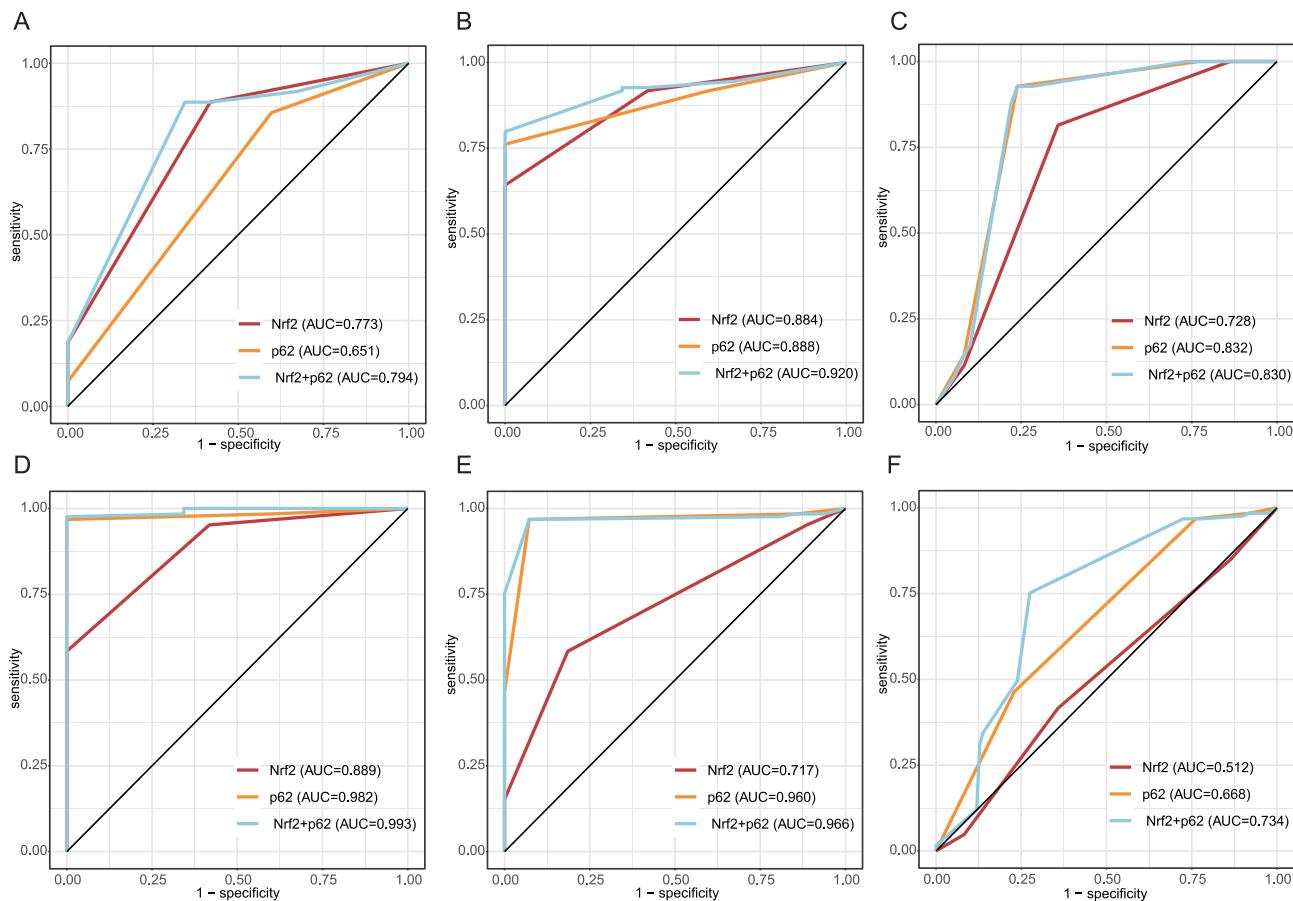 A
1.00
0.75
0.50
0.25
0.00
sensitivity
Nrf2 (AUC=0.773)
p62 (AUC=0.651)
Nrf2+p62 (AUC=0.794)
0.00 0.25 0.50 0.75 1.00
1 − specificity
B
1.00
0.75
0.50
0.25
0.00
sensitivity
Nrf2 (AUC=0.884)
p62 (AUC=0.888)
Nrf2+p62 (AUC=0.920)
0.00 0.25 0.50 0.75 1.00
1 − specificity
C
1.00
0.75
0.50
0.25
0.00
sensitivity
Nrf2 (AUC=0.728)
p62 (AUC=0.832)
Nrf2+p62 (AUC=0.830)
0.00 0.25 0.50 0.75 1.00
1 − specificity
D
1.00
0.75
0.50
0.25
0.00
sensitivity
Nrf2 (AUC=0.889)
p62 (AUC=0.982)
Nrf2+p62 (AUC=0.993)
0.00 0.25 0.50 0.75 1.00
1 − specificity
E
1.00
0.75
0.50
0.25
0.00
sensitivity
Nrf2 (AUC=0.717)
p62 (AUC=0.960)
Nrf2+p62 (AUC=0.966)
0.00 0.25 0.50 0.75 1.00
1 − specificity
F
1.00
0.75
0.50
0.25
0.00
sensitivity
Nrf2 (AUC=0.512)
p62 (AUC=0.668)
Nrf2+p62 (AUC=0.734)
0.00 0.25 0.50 0.75 1.00
1 − specificity